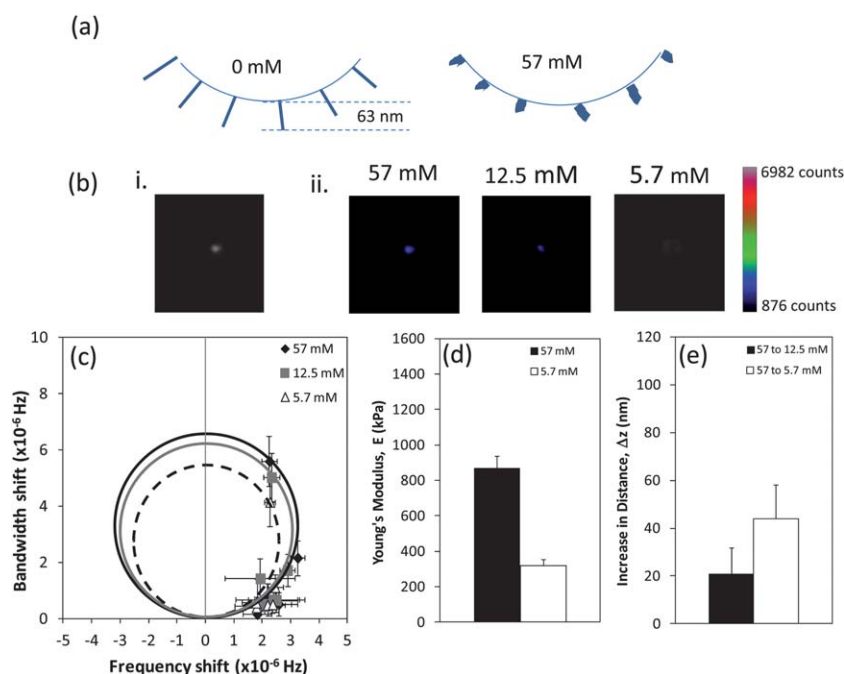 (a)
0 mM
57 mM
63 nm
(b)
i.
ii.
57 mM
12.5 mM
5.7 mM
6982 counts
876 counts
(c)
57 mM
12.5 mM
5.7 mM
Bandwidth shift (x10-6 Hz)
10
8
6
4
2
0
-5 -4 -3 -2 -1 0 1 2 3 4 5
Frequency shift (x10-6 Hz)
(d)
57 mM
5.7 mM
Young's Modulus, E (kPa)
1600
1400
1200
1000
800
600
400
200
0
(e)
57 to 12.5 mM
57 to 5.7 mM
Increase in Distance, Δz (nm)
120
100
80
60
40
20
0